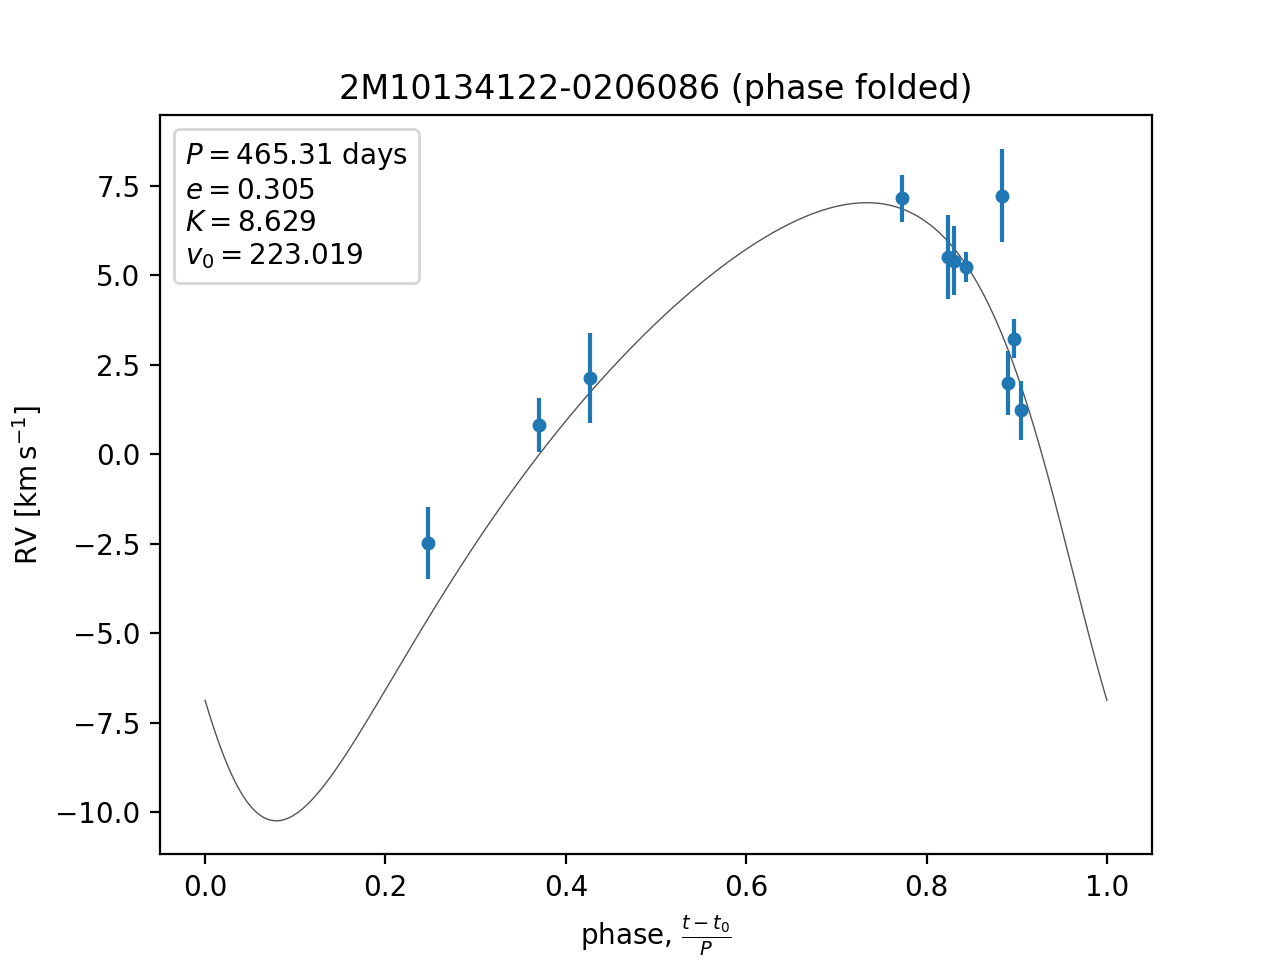 2M10134122-0206086 (phase folded)
P = 465.31 days
e = 0.305
K = 8.629
v₀ = 223.019
7.5
5.0
2.5
0.0
−2.5
−5.0
−7.5
−10.0
RV [km s⁻¹]
0.0 0.2 0.4 0.6 0.8 1.0
phase, (t − t₀)/P